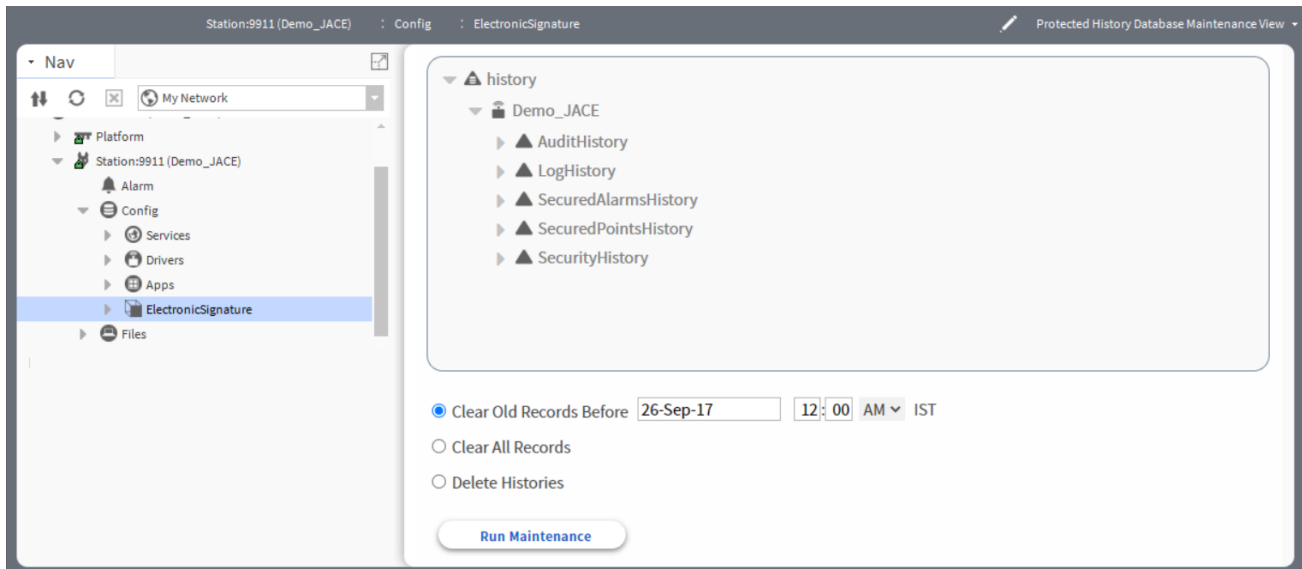 Station:9911 (Demo_JACE) : Config : ElectronicSignature Protected History Database Maintenance View
Nav
My Network
Platform
Station:9911 (Demo_JACE)
Alarm
Config
Services
Drivers
Apps
ElectronicSignature
Files
history
Demo_JACE
AuditHistory
LogHistory
SecuredAlarmsHistory
SecuredPointsHistory
SecurityHistory
Clear Old Records Before 26-Sep-17 12: 00 AM IST
Clear All Records
Delete Histories
Run Maintenance